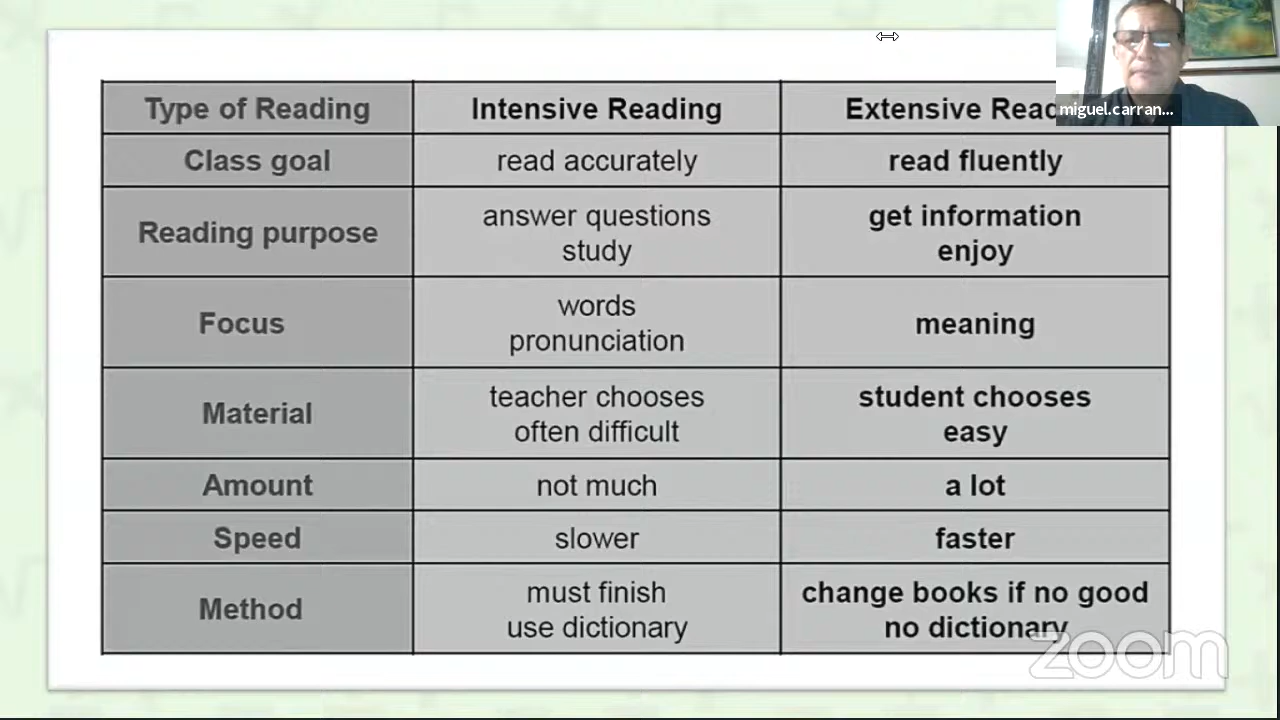 Type of Reading Intensive Reading Extensive
miguel.carran...
Class goal read accurately read fluently
Reading purpose answer questions study get information enjoy
Focus words pronunciation meaning
Material teacher chooses often difficult student chooses easy
Amount not much a lot
Speed slower faster
Method must finish use dictionary change books if no good no dictionary
zoom